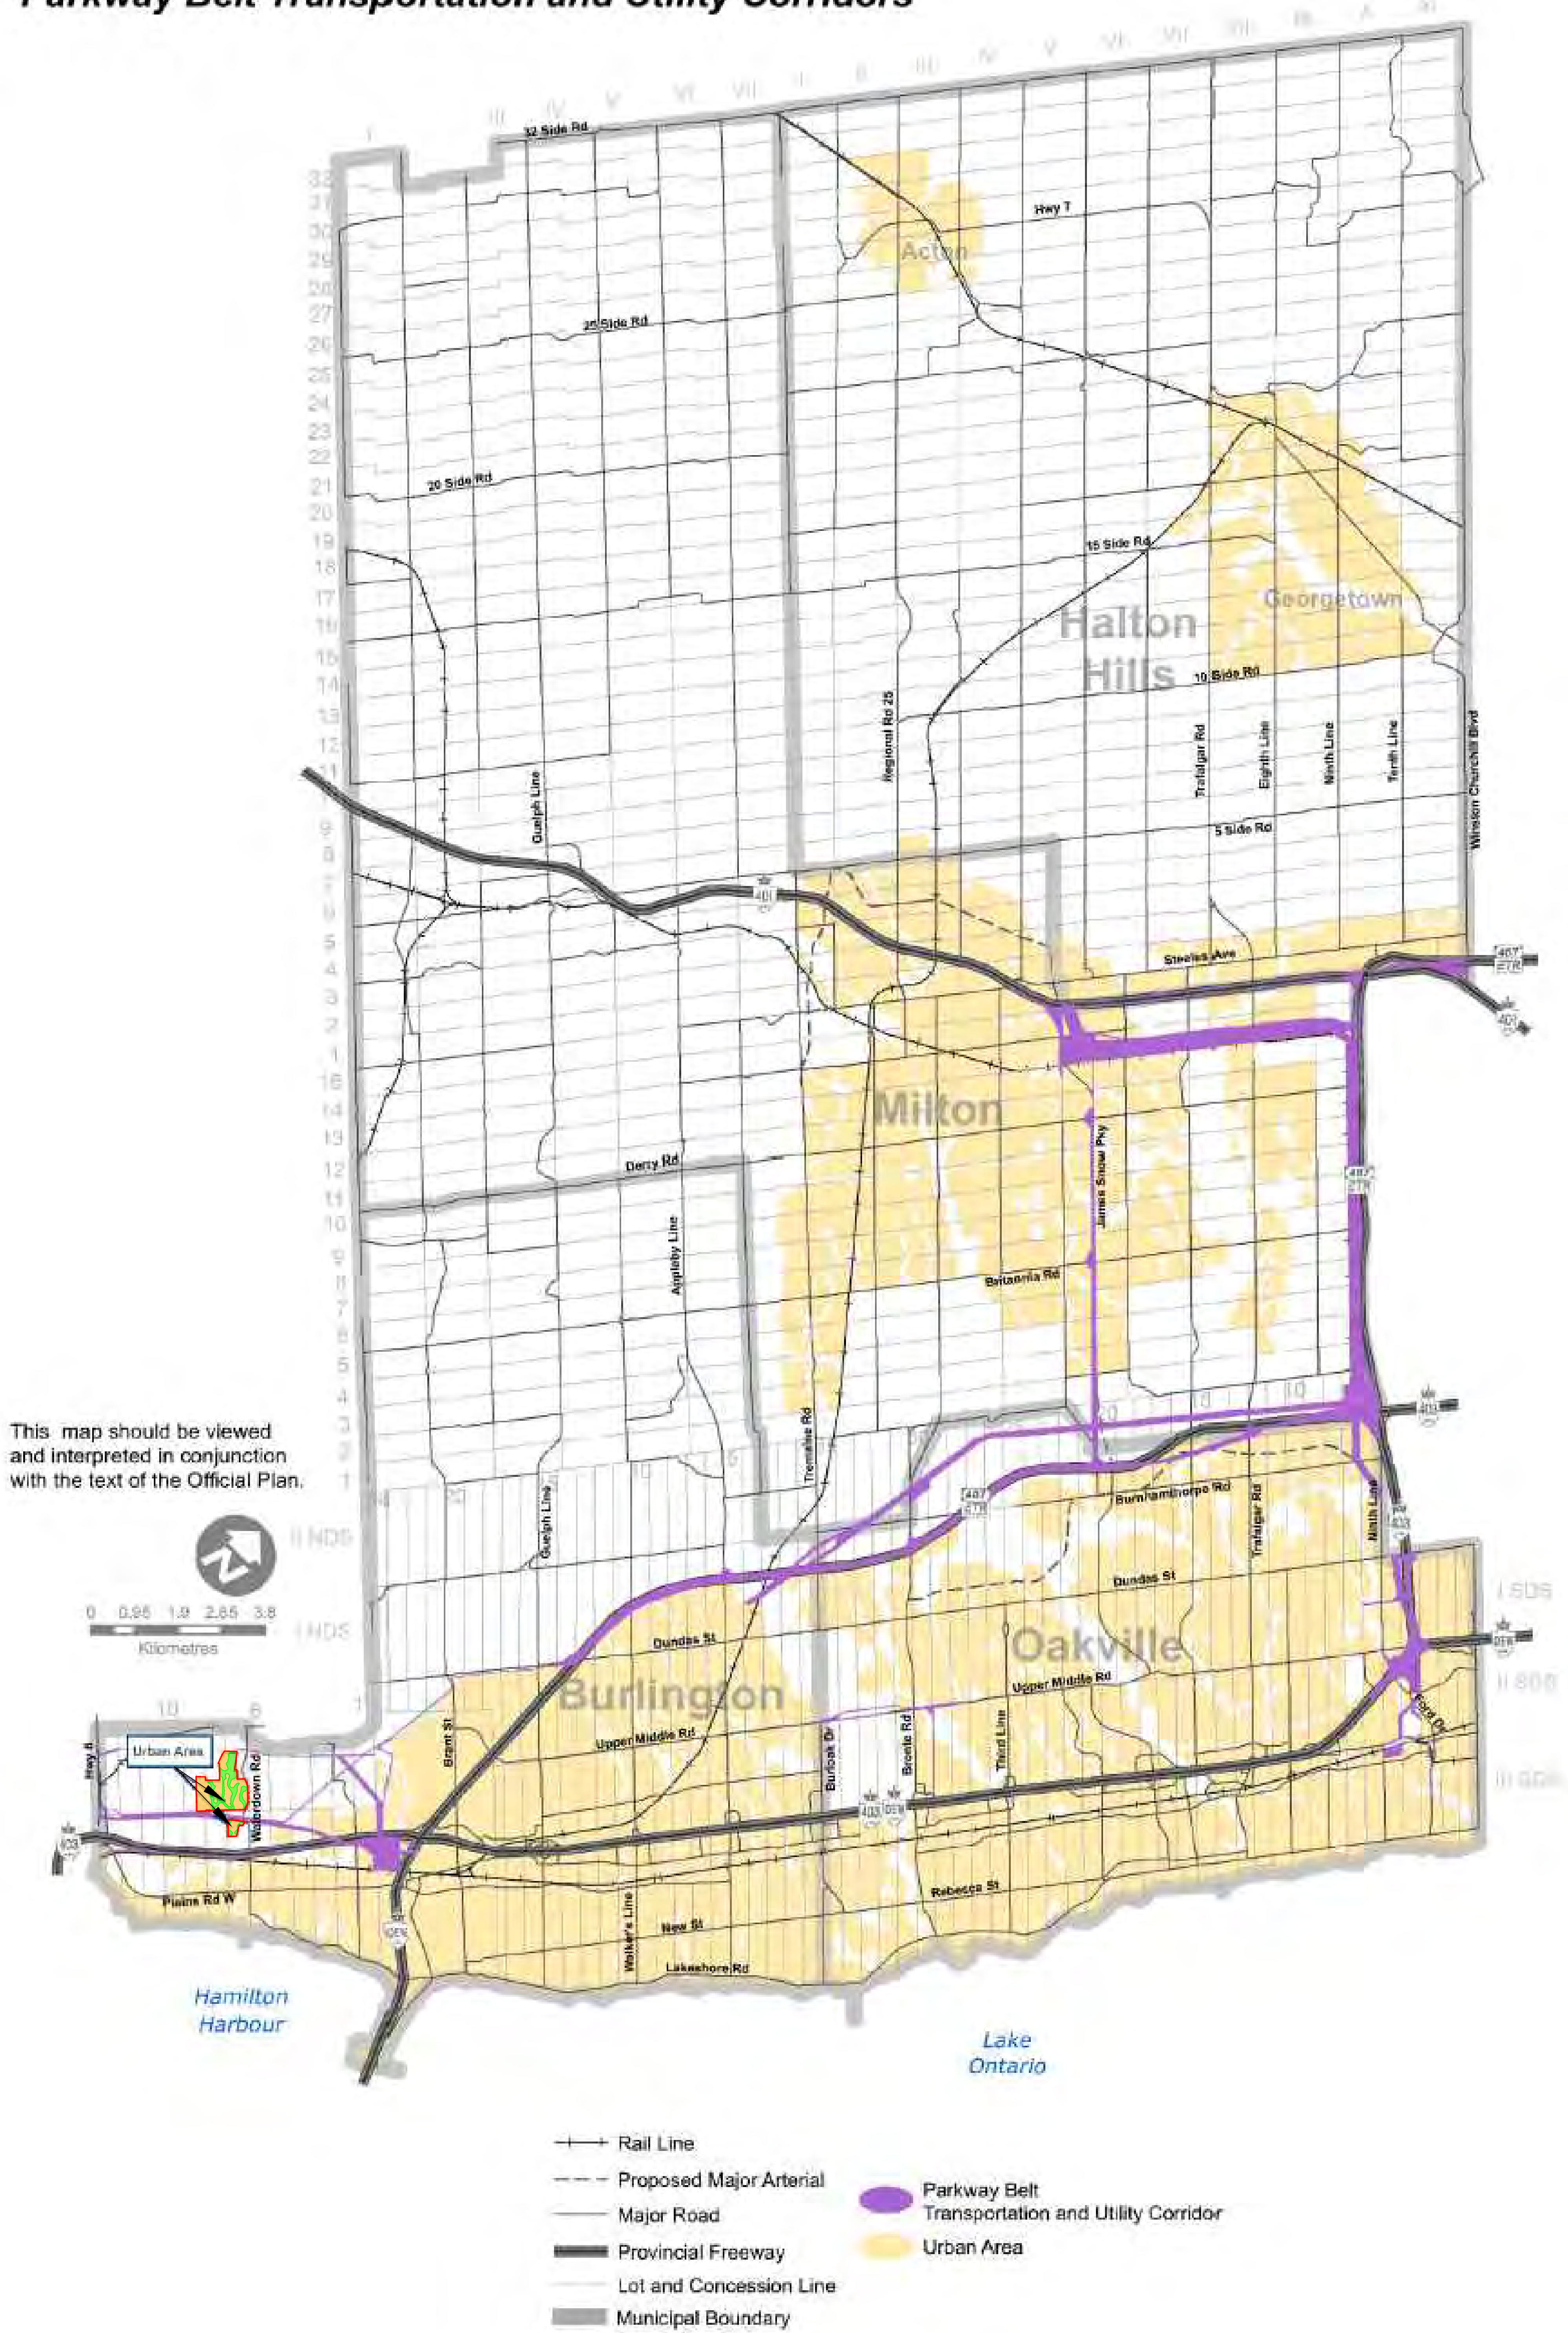 Parkway Belt Transportation and Utility Corridors
32 Side Rd
Hwy 7
Acton
25 Side Rd
20 Side Rd
15 Side Rd
Georgetown
Halton
Hills
10 Side Rd
Regional Rd 25
Trafalgar Rd
Eighth Line
Ninth Line
Tenth Line
Winston Churchill Blvd
Guelph Line
5 Side Rd
401
Steeles Ave
407
ETR
401
Milton
Derry Rd
James Snow Pky
407
ETR
Appleby Line
Britannia Rd
This map should be viewed
and interpreted in conjunction
with the text of the Official Plan.
Tremaine Rd
403
407
ETR
Burnhamthorpe Rd
Guelph Line
Trafalgar Rd
Ninth Line
403
II NDS
Dundas St
I SDS
0 0.95 1.9 2.85 3.8
Kilometres
I NDS
Dundas St
Oakville
QEW
Burlington
Upper Middle Rd
II SDS
Ford Dr
Brant St
Upper Middle Rd
Burloak Dr
Bronte Rd
Third Line
Hwy 6
Urban Area
Waterdown Rd
III SDS
403
QEW
403
Plains Rd W
Rebecca St
QEW
Walker's Line
New St
Lakeshore Rd
Hamilton
Harbour
Lake
Ontario
Rail Line
Proposed Major Arterial
Major Road
Provincial Freeway
Lot and Concession Line
Municipal Boundary
Parkway Belt
Transportation and Utility Corridor
Urban Area